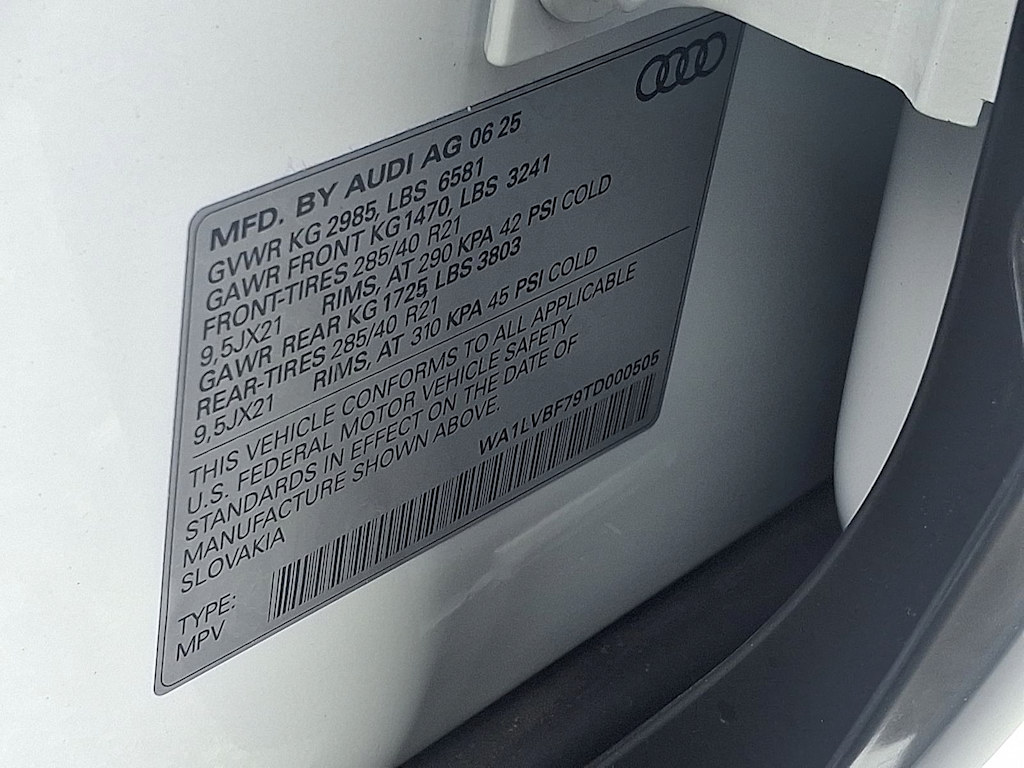 MFD. BY AUDI AG 06 25
GVWR KG 2985, LBS 6581
GAWR FRONT KG 1470, LBS 3241
FRONT-TIRES 285/40 R21
9,5JX21 RIMS, AT 290 KPA 42 PSI COLD
GAWR REAR KG 1725, LBS 3803
REAR-TIRES 285/40 R21
9,5JX21 RIMS, AT 310 KPA 45 PSI COLD
THIS VEHICLE CONFORMS TO ALL APPLICABLE
U.S. FEDERAL MOTOR VEHICLE SAFETY
STANDARDS IN EFFECT ON THE DATE OF
MANUFACTURE SHOWN ABOVE.
SLOVAKIA
WA1LVBF79TD000505
TYPE:
MPV